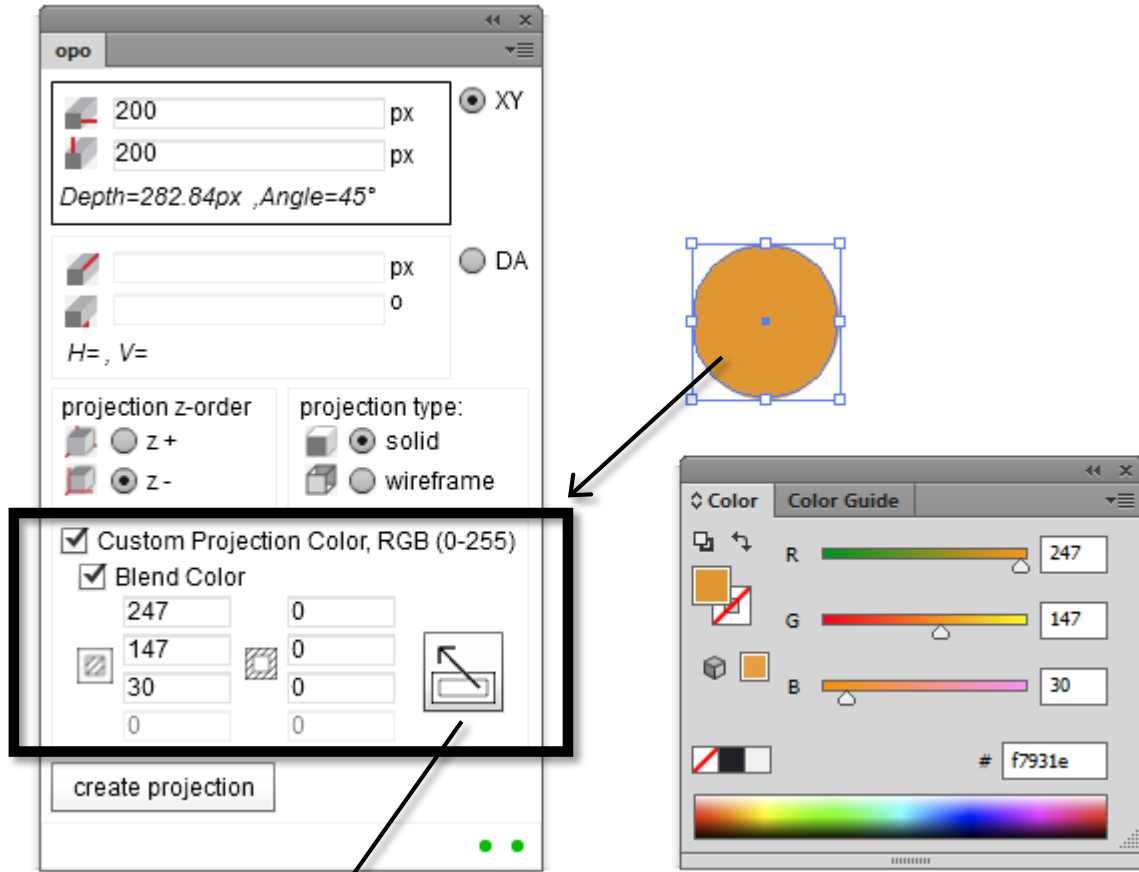 opo
200 px XY
200 px
Depth=282.84px ,Angle=45°
px DA
o
H= , V=
projection z-order
z +
z -
projection type:
solid
wireframe
Custom Projection Color, RGB (0-255)
Blend Color
247 0
147 0
30 0
0 0
create projection
Color Color Guide
R 247
G 147
B 30
# f7931e